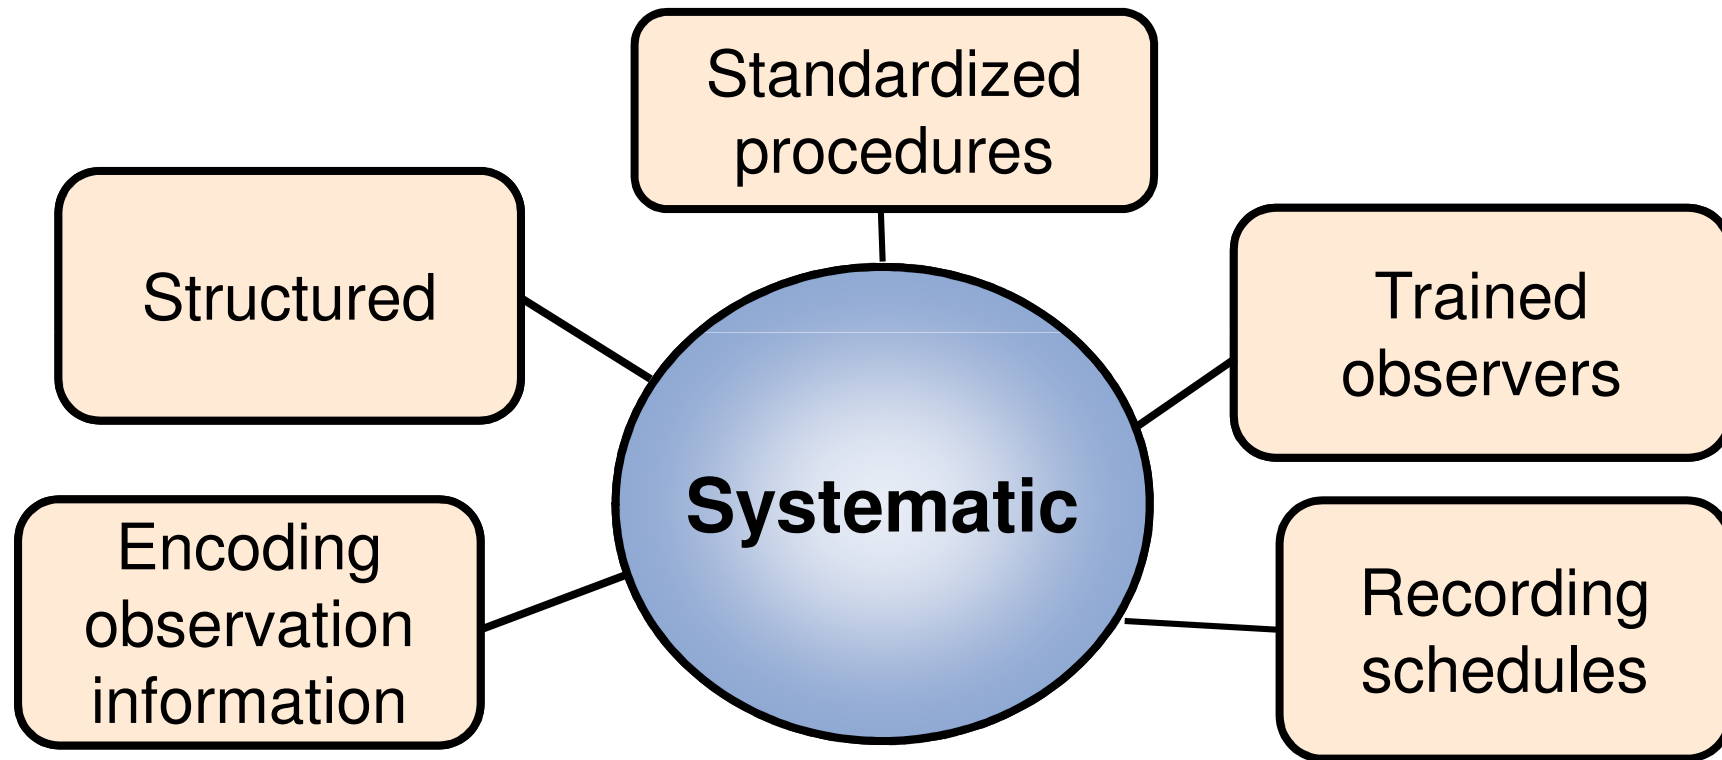 Standardized
procedures
Structured
Trained
observers
Systematic
Encoding
observation
information
Recording
schedules